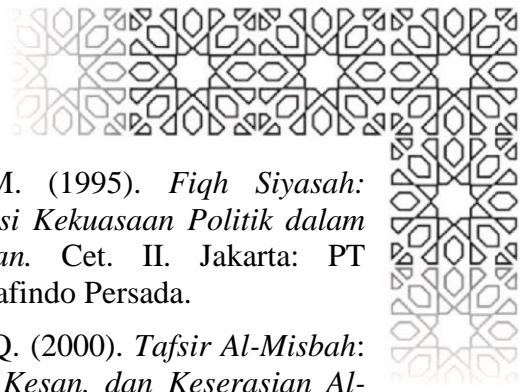 M. (1995). Fiqh Siyasah:
si Kekuasaan Politik dalam
an. Cet. II. Jakarta: PT
afindo Persada.
Q. (2000). Tafsir Al-Misbah:
Kesan, dan Keserasian Al-